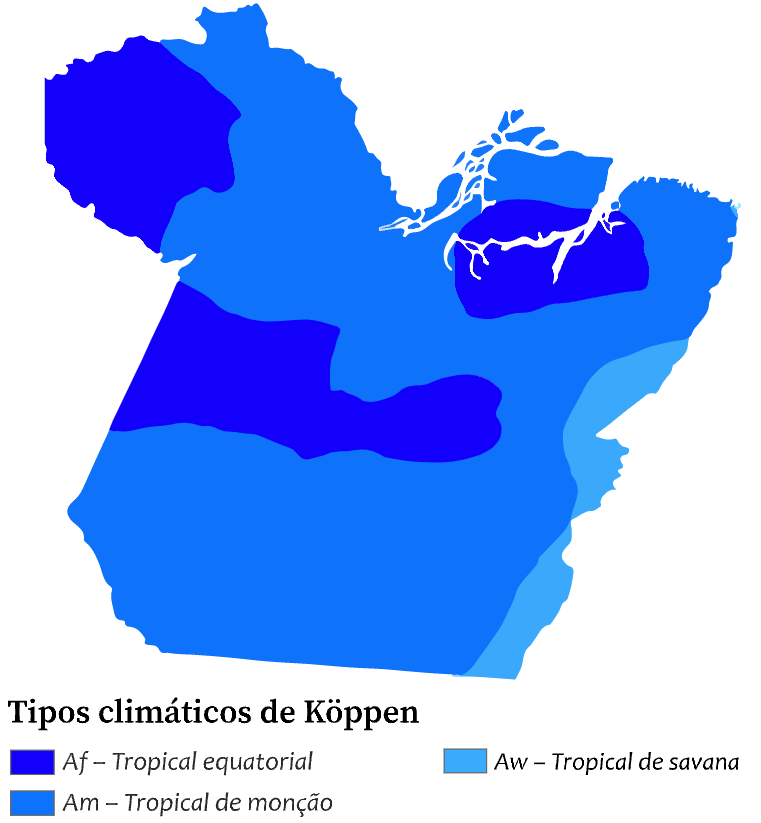 Tipos climáticos de Köppen
Af – Tropical equatorial
Am – Tropical de monção
Aw – Tropical de savana